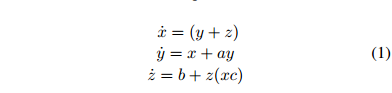 ẋ = (y + z)
ẏ = x + ay
(1)
ż = b + z(xc)